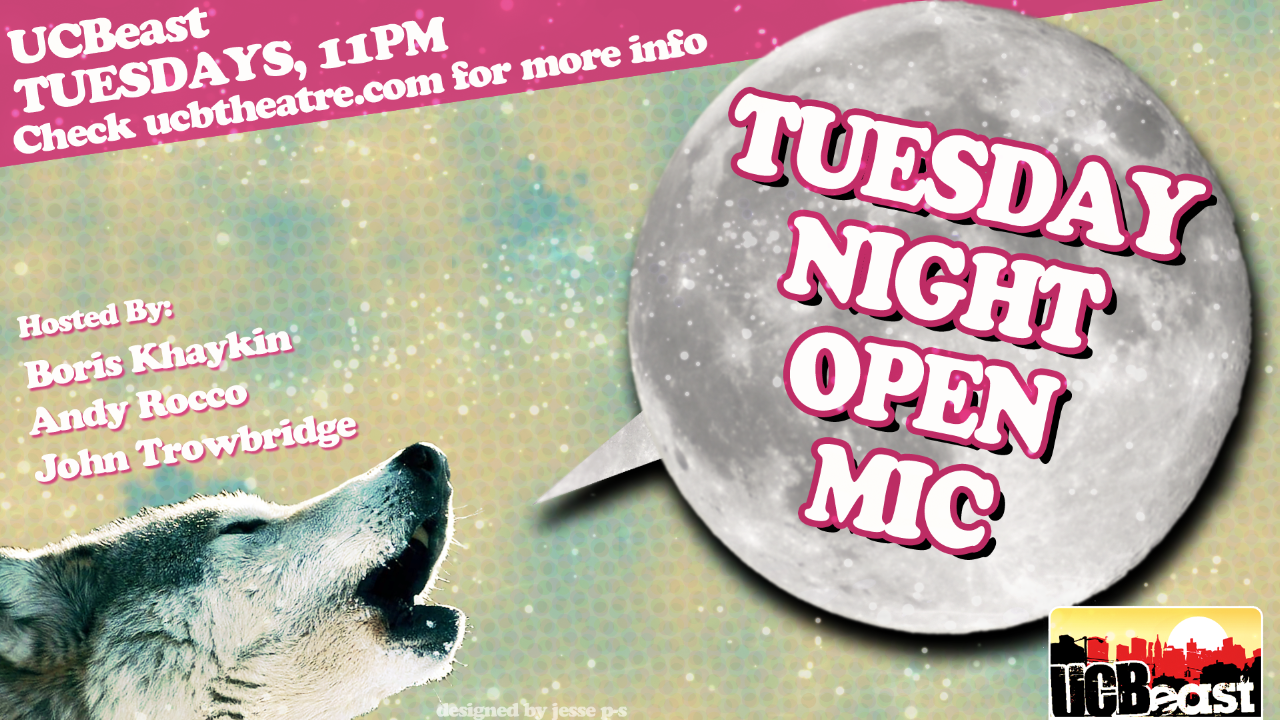 UCBeast
TUESDAYS, 11PM
Check ucbtheatre.com for more info
TUESDAY
NIGHT
OPEN
MIC
Hosted By:
Boris Khaykin
Andy Rocco
John Trowbridge
designed by jesse p-s
UCBeast